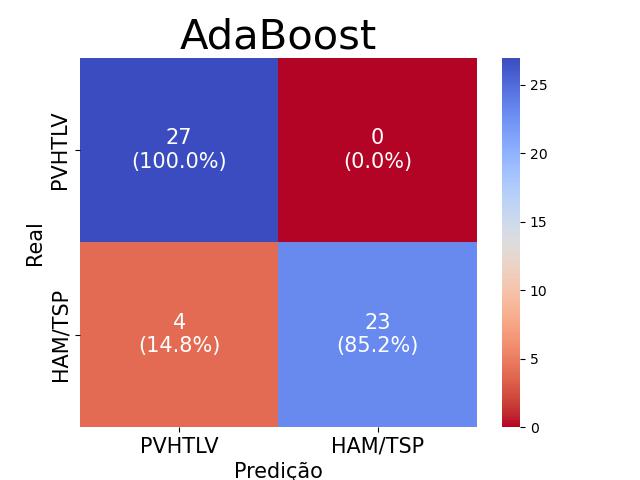 AdaBoost
PVHTLV
HAM/TSP
Real
27
(100.0%)
0
(0.0%)
4
(14.8%)
23
(85.2%)
PVHTLV
HAM/TSP
Predição
25
20
15
10
5
0